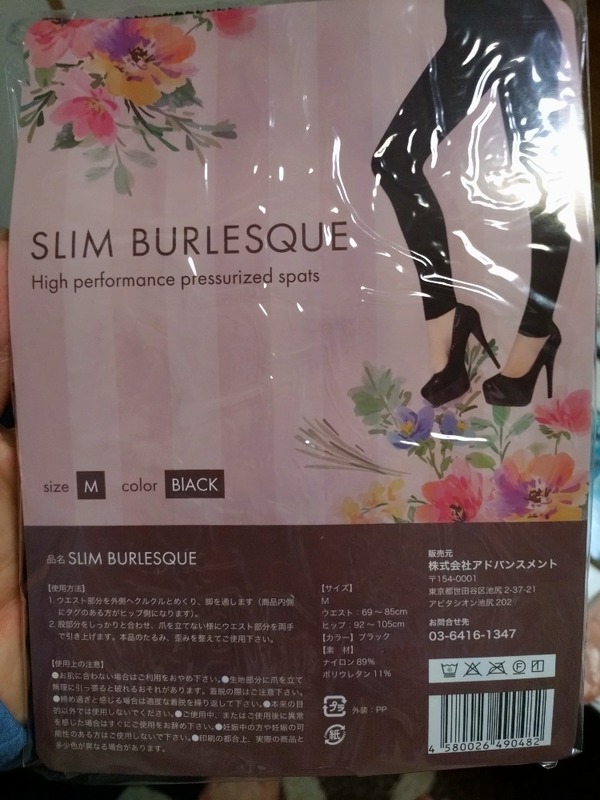 SLIM BURLESQUE
High performance pressurized spats
size M color BlACK
品名 SLIM BURLESQUE
【使用方法】
1. ウエスト部分を外側へクルクルとめくり、脚を通します（商品内側
にタグのある方がヒップ側になります）。
2. 股部分をしっかりと合わせ、爪を立てない様にウエスト部分を両手
で引き上げます。本品のたるみ、歪みを整えてご使用下さい。
【使用上の注意】
●お肌に合わない場合はご利用をおやめ下さい。●生地部分に爪を立て
無理に引っ張ると破れるおそれがあります。着脱の際はご注意下さい。
●締め過ぎと感じる場合は適度な着脱を繰り返して下さい。●本来の目
的以外では使用しないでください。●ご使用中、またはご使用後に異常
を感じた場合はすぐにご使用をお辞め下さい。●妊娠中の方や妊娠の可
能性のある方はご使用しないで下さい。●印刷の都合上、実際の商品と
多少色が異なる場合があります。
【サイズ】
M
ウエスト：69～85cm
ヒップ：92～105cm
【カラー】ブラック
【素 材】
ナイロン 89%
ポリウレタン 11%
プラ 外装：PP
紙
販売元
株式会社アドバンスメント
〒154-0001
東京都世田谷区池尻 2-37-21
アビタシオン池尻 202
お問合せ先
03-6416-1347
4 580026 490482